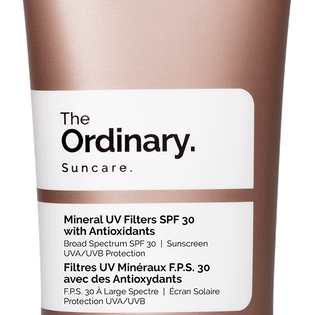 The
Ordinary.
Suncare.
Mineral UV Filters SPF 30
with Antioxidants
Broad Spectrum SPF 30 | Sunscreen
UVA/UVB Protection
Filtres UV Minéraux F.P.S. 30
avec des Antioxydants
F.P.S. 30 À Large Spectre | Écran Solaire
Protection UVA/UVB